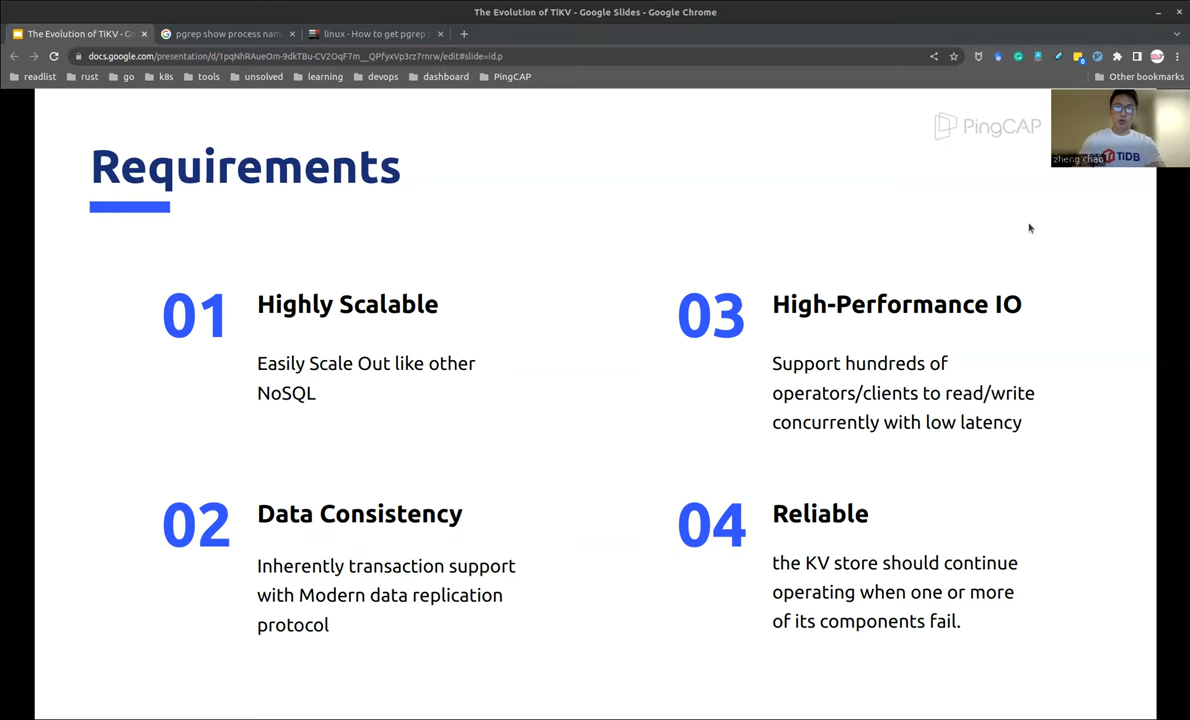 The Evolution of TiKV - Google Slides - Google Chrome
The Evolution of TiKV - Go
pgrep show process nam
linux - How to get pgrep
docs.google.com/presentation/d/1pqNhRAueOm-9dkTBu-CV2OqF7m__QPfyxVp3rz7rnrw/edit#slide=id.p
readlist
rust
go
k8s
tools
unsolved
learning
devops
dashboard
PingCAP
Other bookmarks
PingCAP
zheng chao
TiDB
Requirements
01
Highly Scalable
Easily Scale Out like other
NoSQL
03
High-Performance IO
Support hundreds of
operators/clients to read/write
concurrently with low latency
02
Data Consistency
Inherently transaction support
with Modern data replication
protocol
04
Reliable
the KV store should continue
operating when one or more
of its components fail.